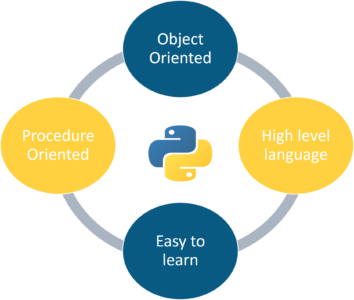 Object
Oriented
Procedure
Oriented
High level
language
Easy to
learn